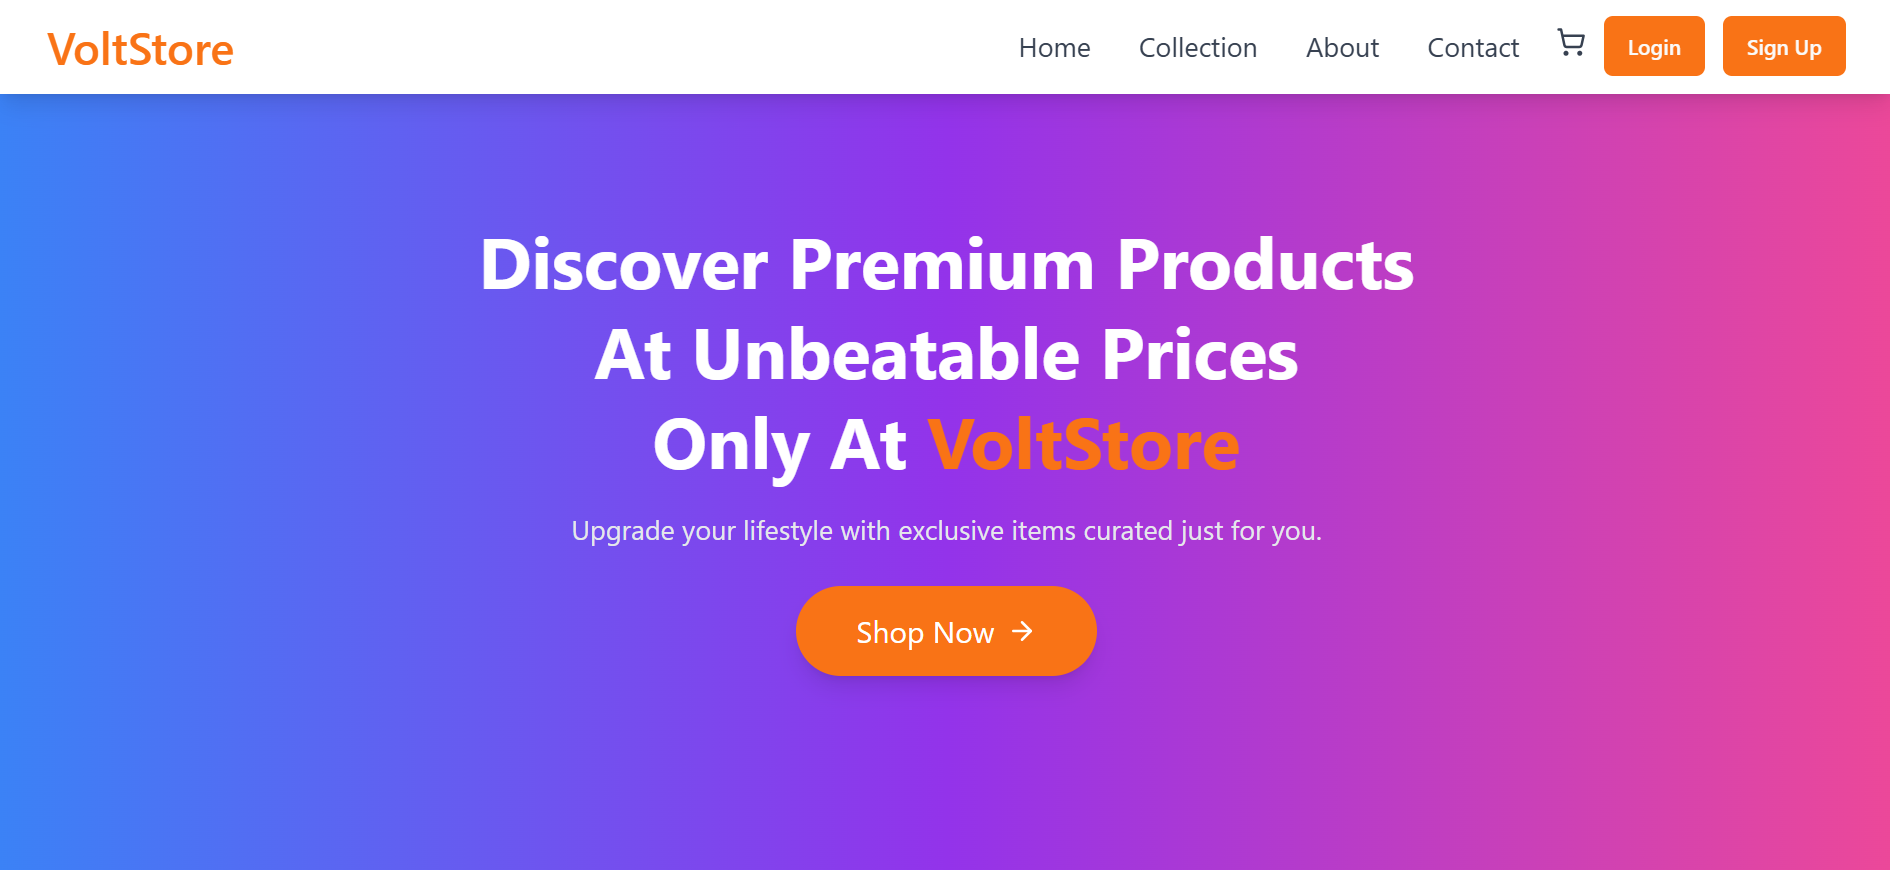 VoltStore
Home
Collection
About
Contact
Login
Sign Up
Discover Premium Products
At Unbeatable Prices
Only At VoltStore
Upgrade your lifestyle with exclusive items curated just for you.
Shop Now